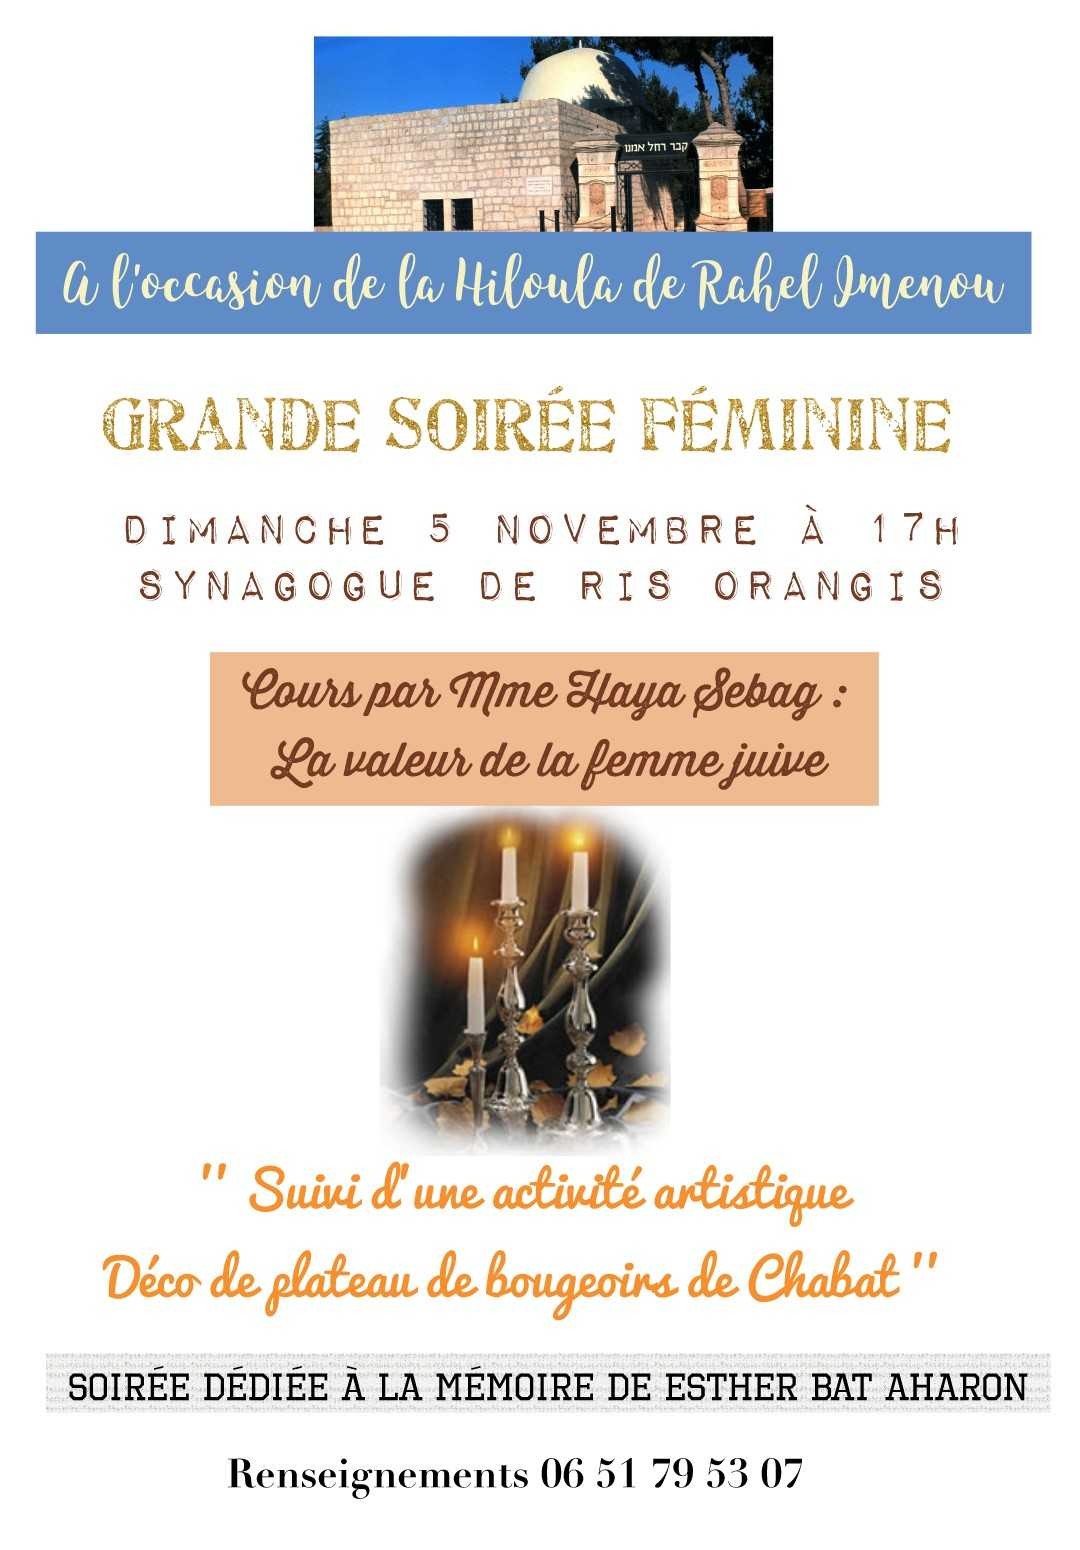 קבר רחל אמנו
A l'occasion de la Hiloula de Rahel Imenou
GRANDE SOIRÉE FÉMININE
DIMANCHE 5 NOVEMBRE À 17H
SYNAGOGUE DE RIS ORANGIS
Cours par Mme Haya Sebag :
La valeur de la femme juive
" Suivi d'une activité artistique
Déco de plateau de bougeoirs de Chabat "
SOIRÉE DÉDIÉE À LA MÉMOIRE DE ESTHER BAT AHARON
Renseignements 06 51 79 53 07